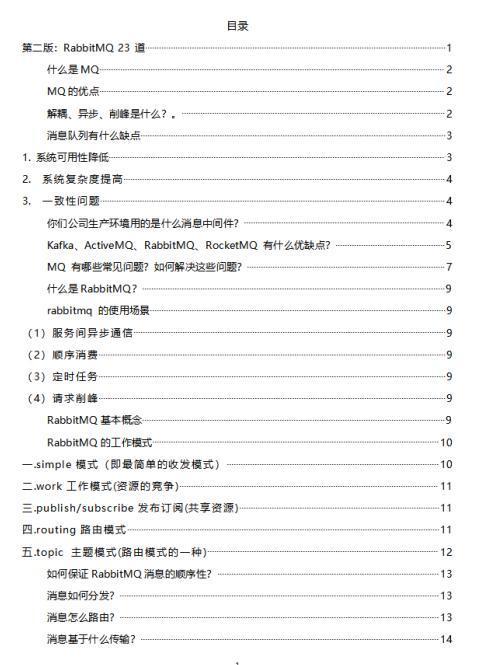 目录
第二版：RabbitMQ 23 道 1
什么是 MQ 2
MQ 的优点 2
解耦、异步、削峰是什么？。 2
消息队列有什么缺点 3
1. 系统可用性降低 3
2. 系统复杂度提高 4
3. 一致性问题 4
你们公司生产环境用的是什么消息中间件？ 4
Kafka、ActiveMQ、RabbitMQ、RocketMQ 有什么优缺点？ 5
MQ 有哪些常见问题？如何解决这些问题？ 7
什么是 RabbitMQ？ 9
rabbitmq 的使用场景 9
（1）服务间异步通信 9
（2）顺序消费 9
（3）定时任务 9
（4）请求削峰 9
RabbitMQ 基本概念 9
RabbitMQ 的工作模式 10
一.simple 模式（即最简单的收发模式） 10
二.work 工作模式(资源的竞争) 11
三.publish/subscribe 发布订阅(共享资源) 11
四.routing 路由模式 11
五.topic 主题模式(路由模式的一种) 12
如何保证 RabbitMQ 消息的顺序性？ 13
消息如何分发？ 13
消息怎么路由？ 13
消息基于什么传输？ 14